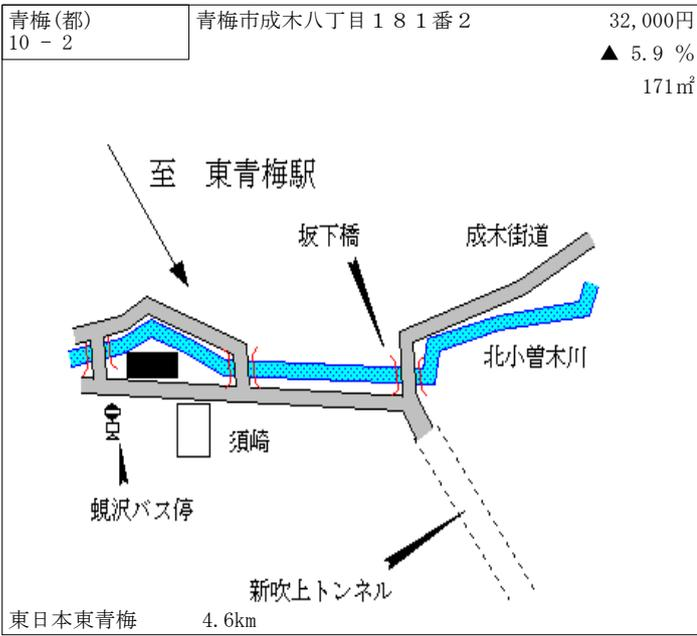 青梅(都)
10 － 2
青梅市成木八丁目１８１番２
32,000円
▲ 5.9 %
171㎡
至　東青梅駅
坂下橋
成木街道
北小曽木川
須崎
蜆沢バス停
新吹上トンネル
東日本東青梅　4.6km